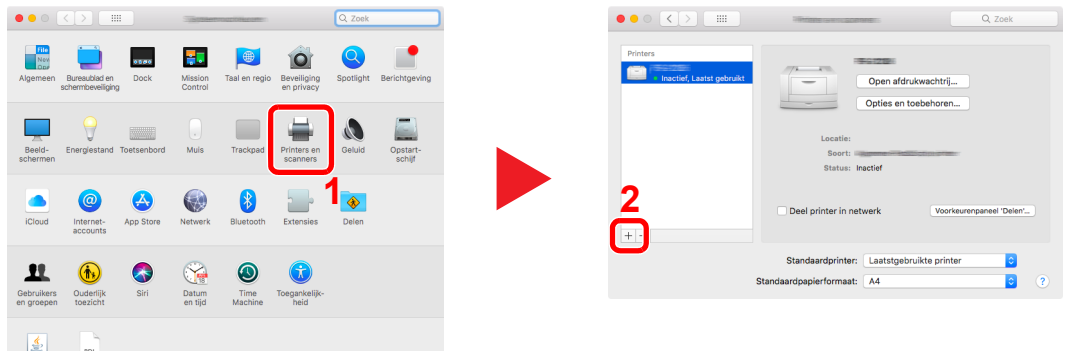 Zoek
File
Nev
Op
Algemeen
Bureaublad en
schermbeveiliging
Dock
Mission
Control
Taal en regio
Beveiliging
en privacy
Spotlight
Berichtgeving
Beeld-
schermen
Energiestand
Toetsenbord
Muis
Trackpad
Printers en
scanners
Geluid
Opstart-
schijf
1
iCloud
Internet-
accounts
App Store
Netwerk
Bluetooth
Extensies
Delen
Gebruikers
en groepen
Ouderlijk
toezicht
Siri
18
Datum
en tijd
Time
Machine
Toegankelijk-
heid
Zoek
Printers
Inactief, Laatst gebruikt
Open afdrukwachtrij...
Opties en toebehoren...
Locatie:
Soort:
Status: Inactief
2
+ -
Deel printer in netwerk
Voorkeurenpaneel 'Delen'...
Standaardprinter: Laatstgebruikte printer
Standaardpapierformaat: A4
?